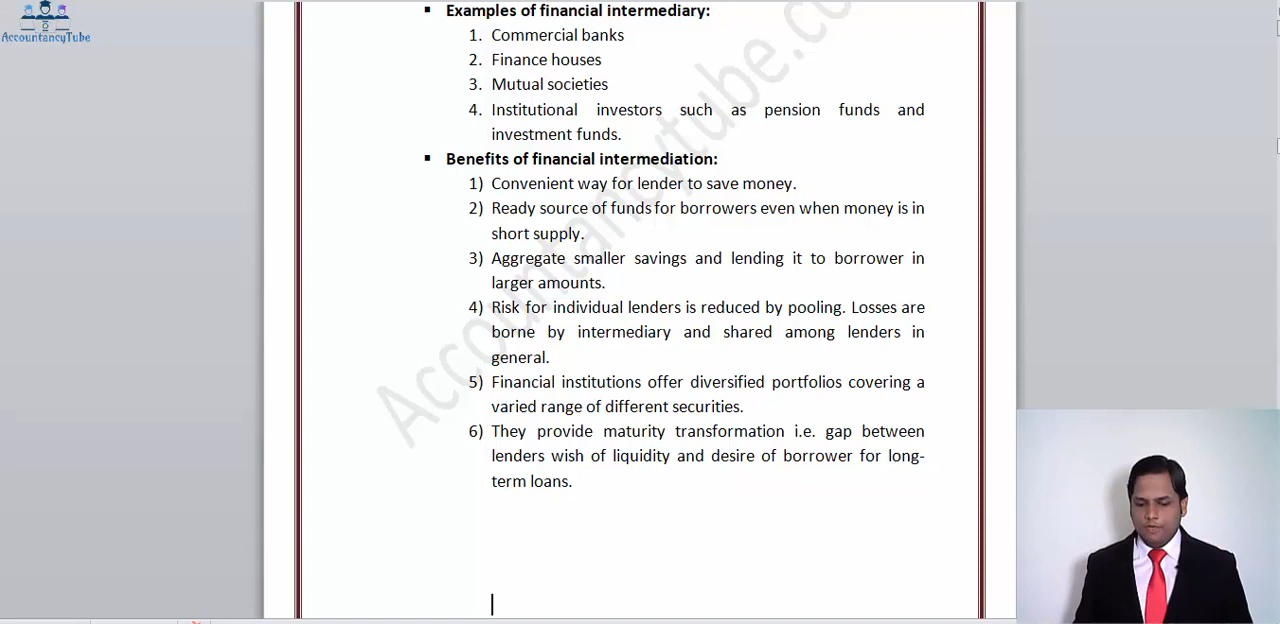 AccountancyTube
▪ Examples of financial intermediary:
1. Commercial banks
2. Finance houses
3. Mutual societies
4. Institutional investors such as pension funds and
investment funds.
▪ Benefits of financial intermediation:
1) Convenient way for lender to save money.
2) Ready source of funds for borrowers even when money is in
short supply.
3) Aggregate smaller savings and lending it to borrower in
larger amounts.
4) Risk for individual lenders is reduced by pooling. Losses are
borne by intermediary and shared among lenders in
general.
5) Financial institutions offer diversified portfolios covering a
varied range of different securities.
6) They provide maturity transformation i.e. gap between
lenders wish of liquidity and desire of borrower for long-
term loans.
Accountancytube.co